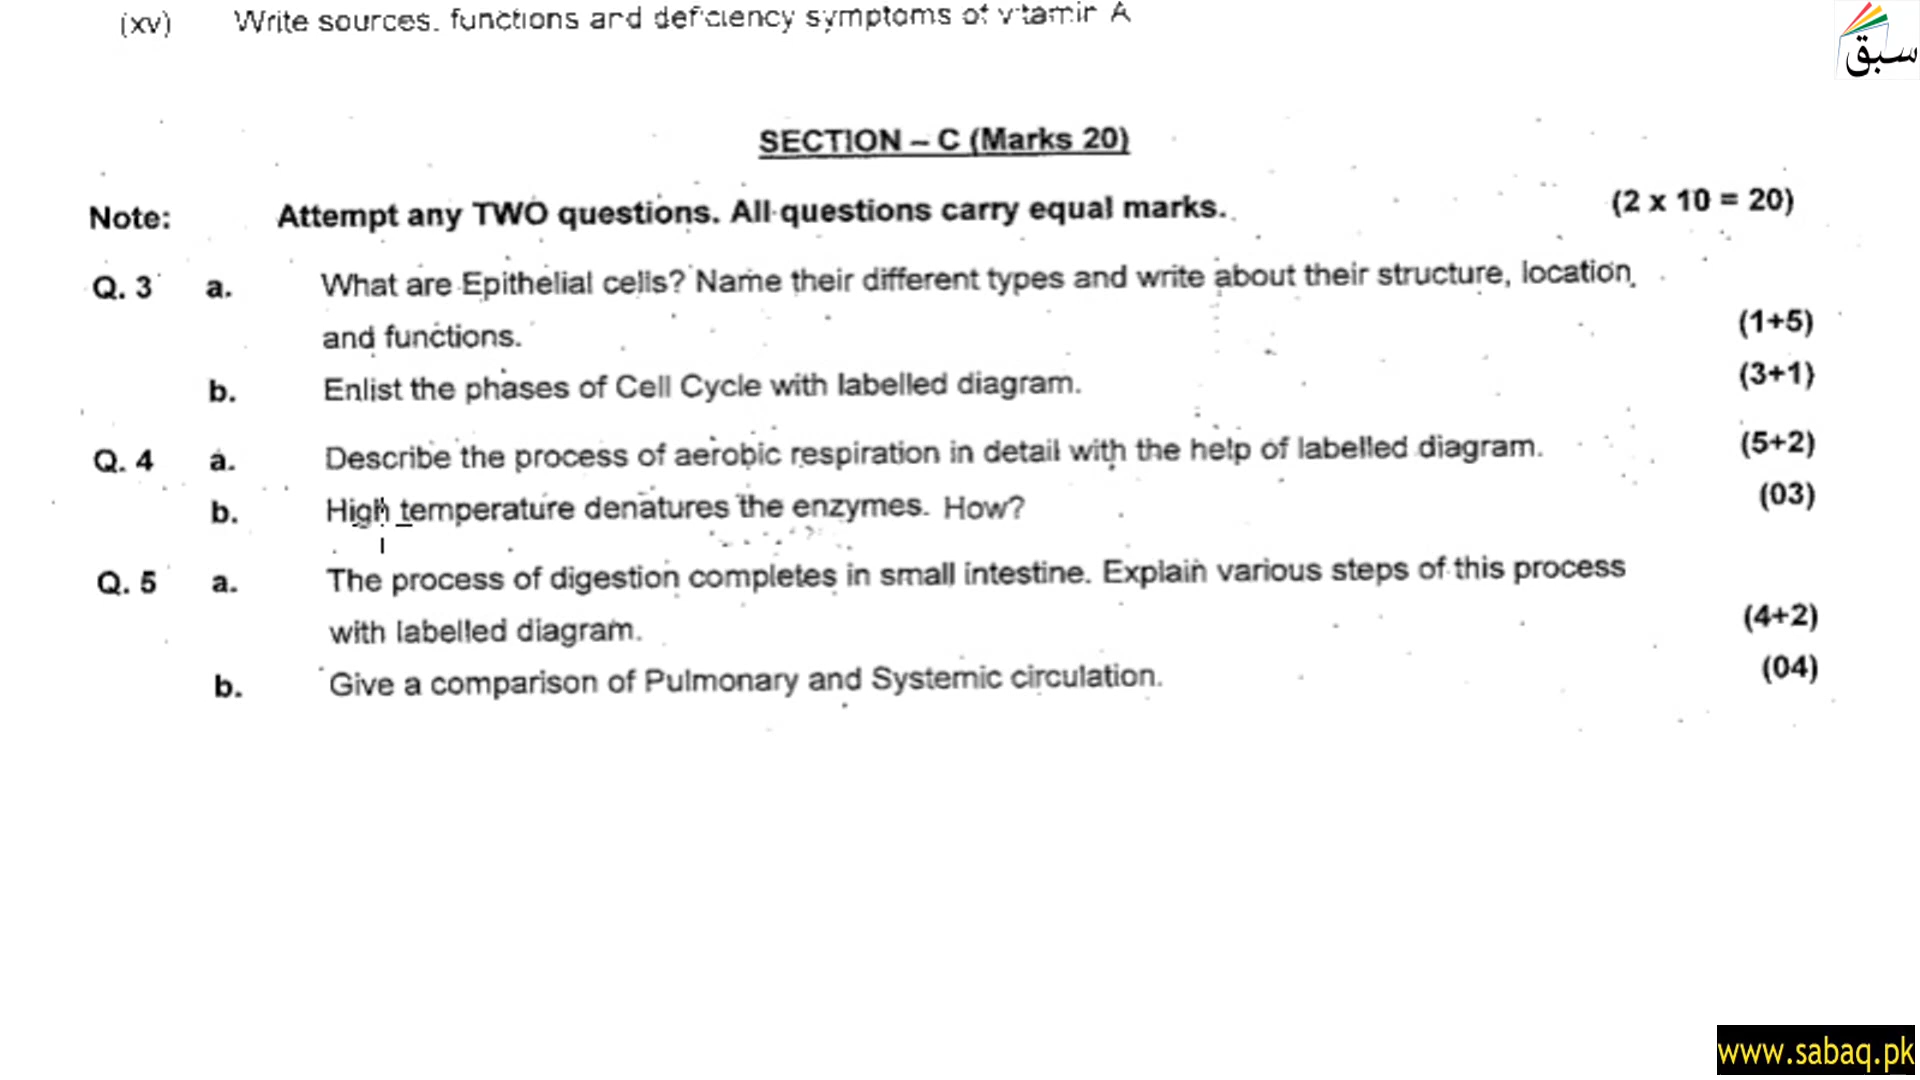 (xv) Write sources, functions and deficiency symptoms of vitamin A
سبق
SECTION – C (Marks 20)
Note: Attempt any TWO questions. All questions carry equal marks. (2 x 10 = 20)
Q. 3 a. What are Epithelial cells? Name their different types and write about their structure, location,
and functions. (1+5)
b. Enlist the phases of Cell Cycle with labelled diagram. (3+1)
Q. 4 a. Describe the process of aerobic respiration in detail with the help of labelled diagram. (5+2)
b. High temperature denatures the enzymes. How? (03)
Q. 5 a. The process of digestion completes in small intestine. Explain various steps of this process
with labelled diagram. (4+2)
b. Give a comparison of Pulmonary and Systemic circulation. (04)
www.sabaq.pk